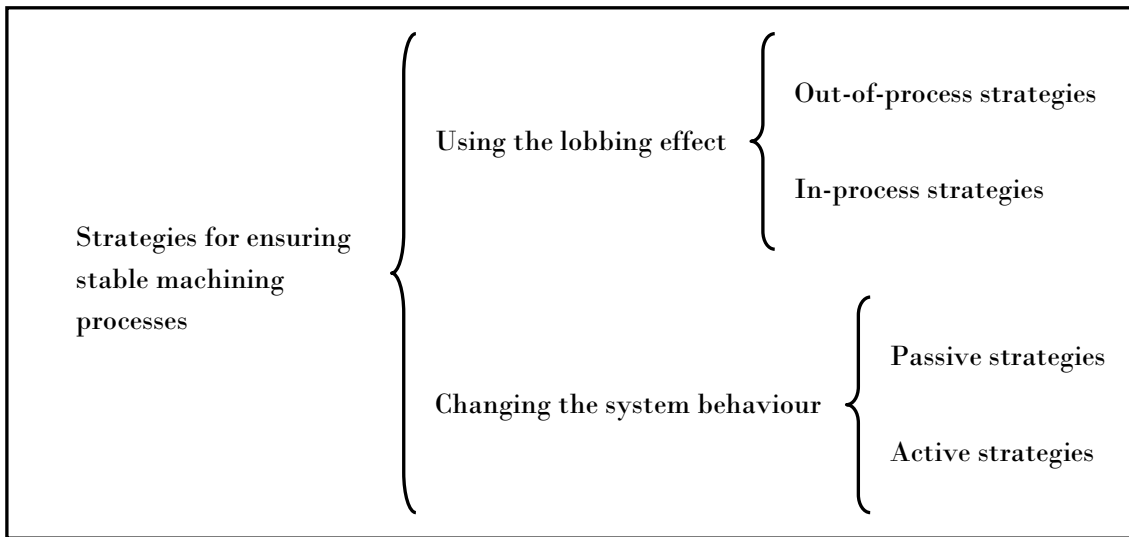 Strategies for ensuring
stable machining
processes
Using the lobbing effect
Out-of-process strategies
In-process strategies
Changing the system behaviour
Passive strategies
Active strategies